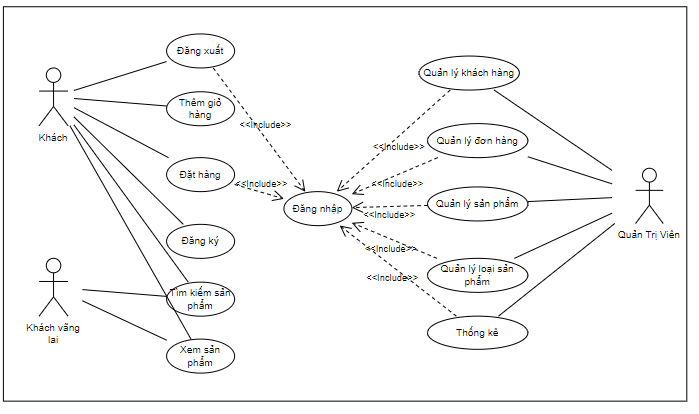 Đăng xuất
Quản lý khách hàng
Thêm giỏ
hàng
<<Include>>
Khách
Quản lý đơn hàng
<<Include>>
Đặt hàng
<<Include>>
<<Include>>
Quản lý sản phẩm
Đăng nhập
<<Include>>
Quản Trị Viên
Đăng ký
<<Include>>
Quản lý loại sản
phẩm
<<Include>>
Tìm kiếm sản
phẩm
Khách vãng
lai
Thống kê
Xem sản
phẩm